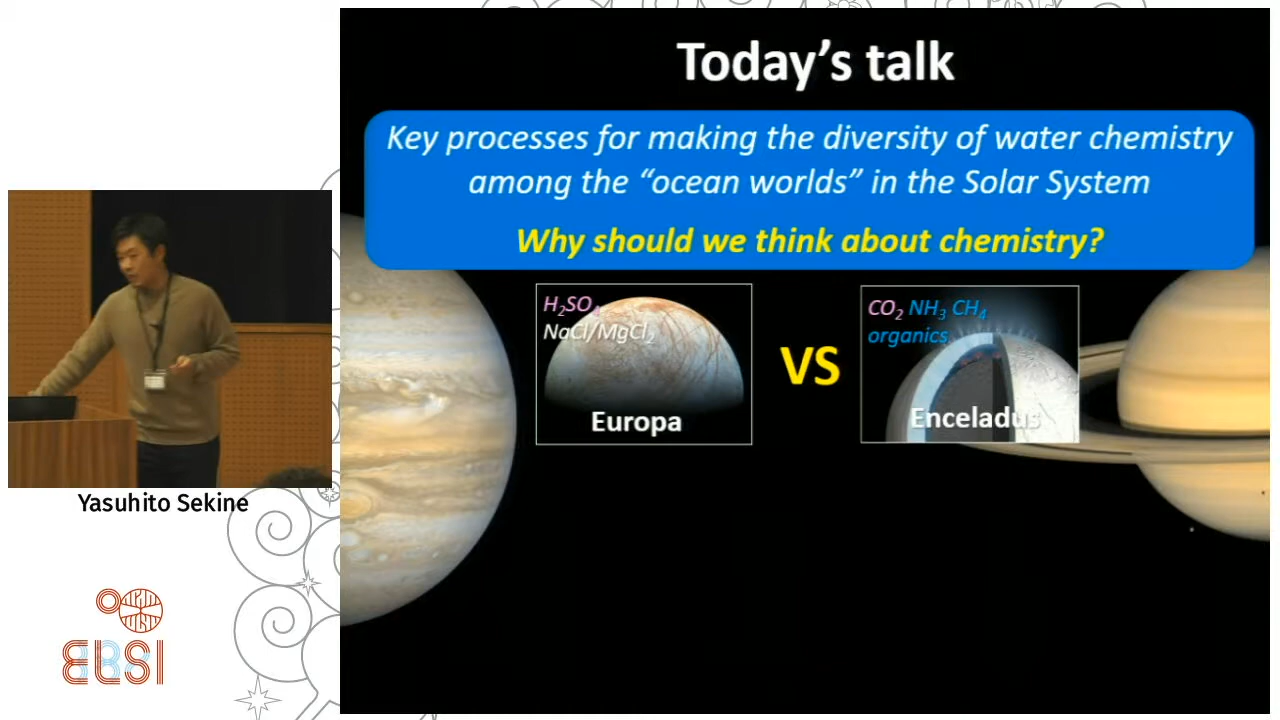 Today's talk
Key processes for making the diversity of water chemistry
among the “ocean worlds” in the Solar System
Why should we think about chemistry?
H₂SO₄
NaCl/MgCl₂
Europa
VS
CO₂ NH₃ CH₄
organics
Enceladus
Yasuhito Sekine
ELSI